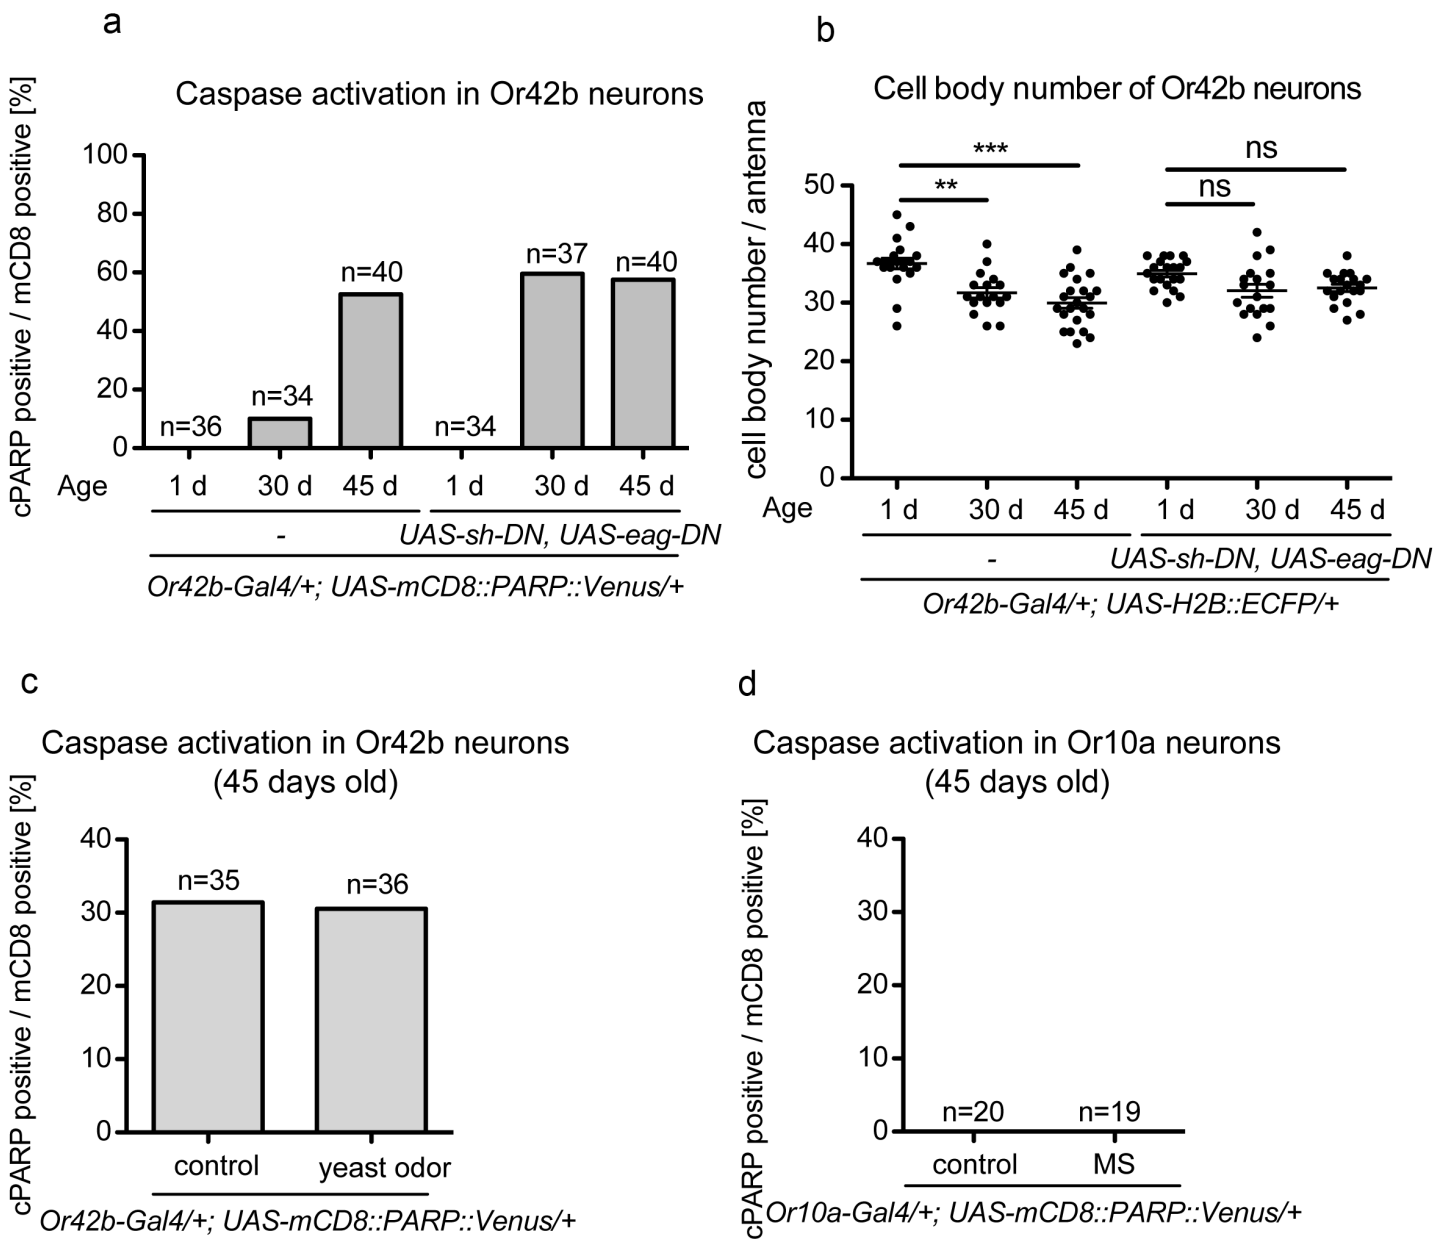 a
Caspase activation in Or42b neurons
cPARP positive / mCD8 positive [%]
100
80
60
40
20
0
n=36
n=34
n=40
n=34
n=37
n=40
Age 1 d 30 d 45 d 1 d 30 d 45 d
- UAS-sh-DN, UAS-eag-DN
Or42b-Gal4/+; UAS-mCD8::PARP::Venus/+
b
Cell body number of Or42b neurons
cell body number / antenna
*** ns
** ns
50
40
30
20
10
0
Age 1 d 30 d 45 d 1 d 30 d 45 d
- UAS-sh-DN, UAS-eag-DN
Or42b-Gal4/+; UAS-H2B::ECFP/+
c
Caspase activation in Or42b neurons
(45 days old)
cPARP positive / mCD8 positive [%]
40
30
20
10
0
n=35 n=36
control yeast odor
Or42b-Gal4/+; UAS-mCD8::PARP::Venus/+
d
Caspase activation in Or10a neurons
(45 days old)
cPARP positive / mCD8 positive [%]
40
30
20
10
0
n=20 n=19
control MS
Or10a-Gal4/+; UAS-mCD8::PARP::Venus/+